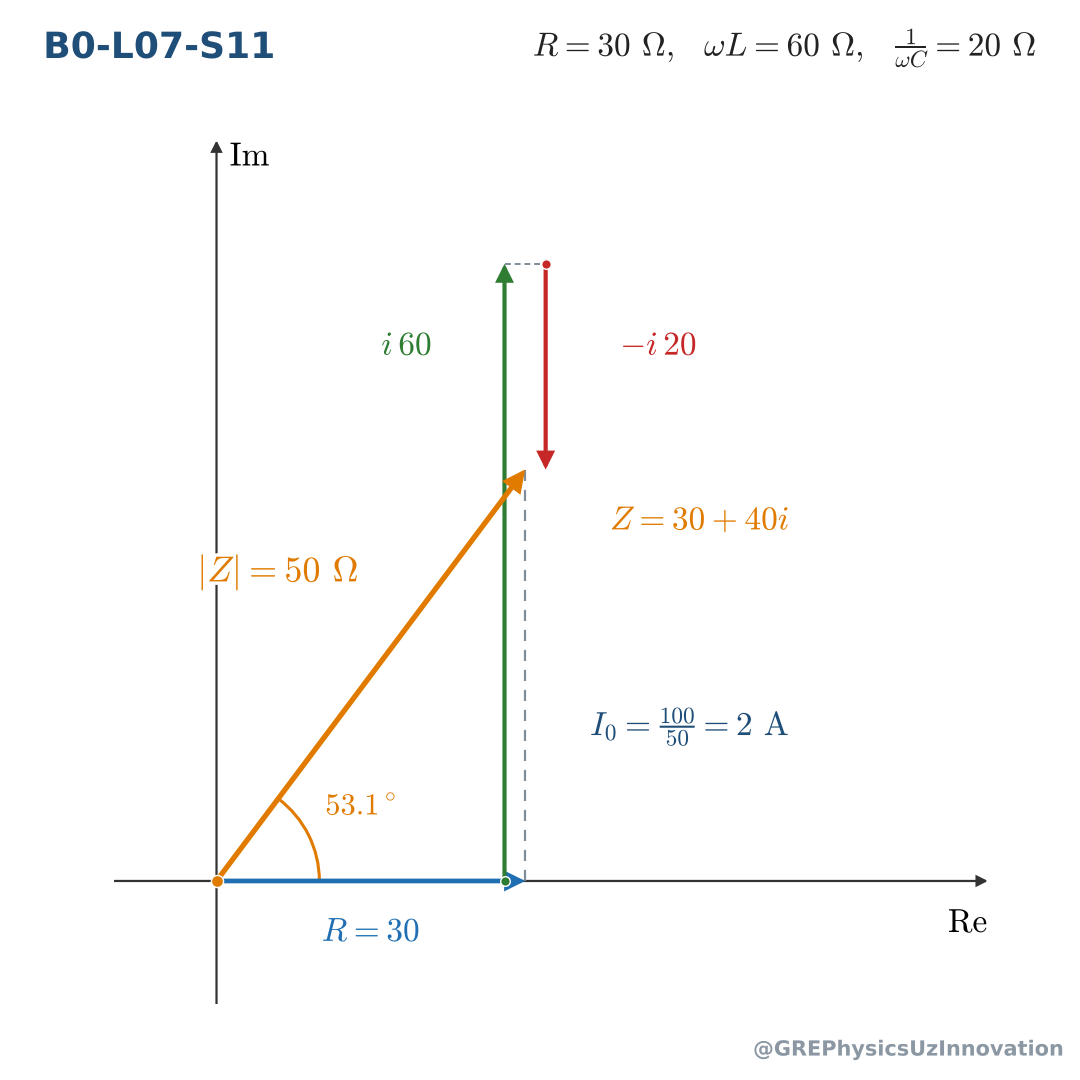 B0-L07-S11
R = 30 Ω, ωL = 60 Ω, 1/ωC = 20 Ω
Im
i 60
−i 20
Z = 30 + 40i
|Z| = 50 Ω
I₀ = 100/50 = 2 A
53.1°
Re
R = 30
@GREPhysicsUzInnovation